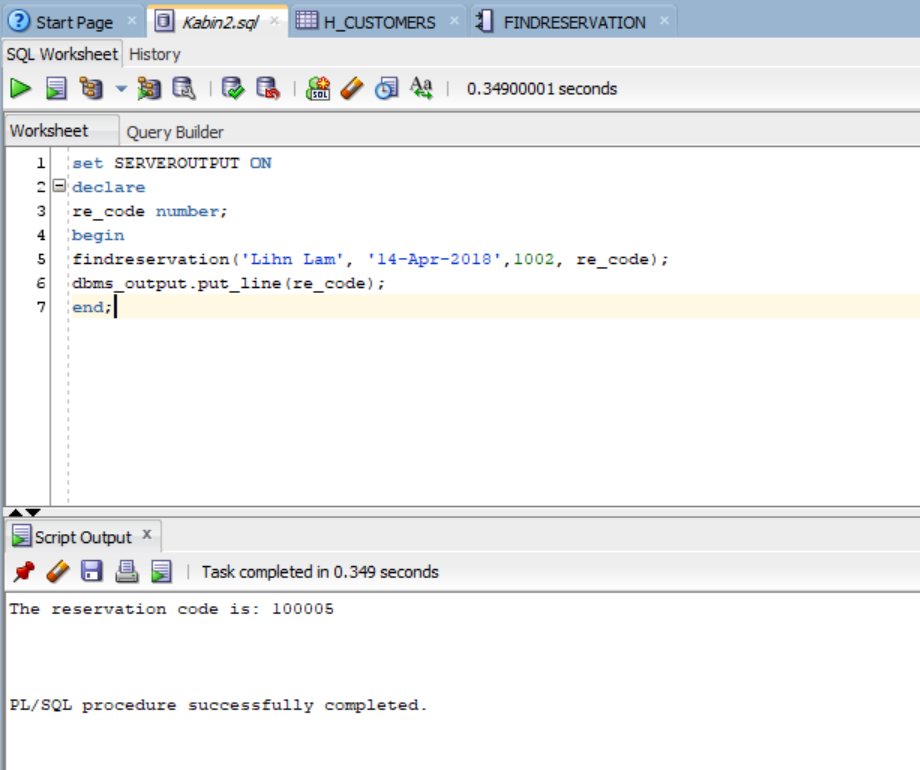 Start Page Kabin2.sql H_CUSTOMERS FINDRESERVATION
SQL Worksheet History
0.34900001 seconds
Worksheet Query Builder
1 set SERVEROUTPUT ON
2 declare
3 re_code number;
4 begin
5 findreservation('Lihn Lam', '14-Apr-2018',1002, re_code);
6 dbms_output.put_line(re_code);
7 end;
Script Output x
Task completed in 0.349 seconds
The reservation code is: 100005
PL/SQL procedure successfully completed.